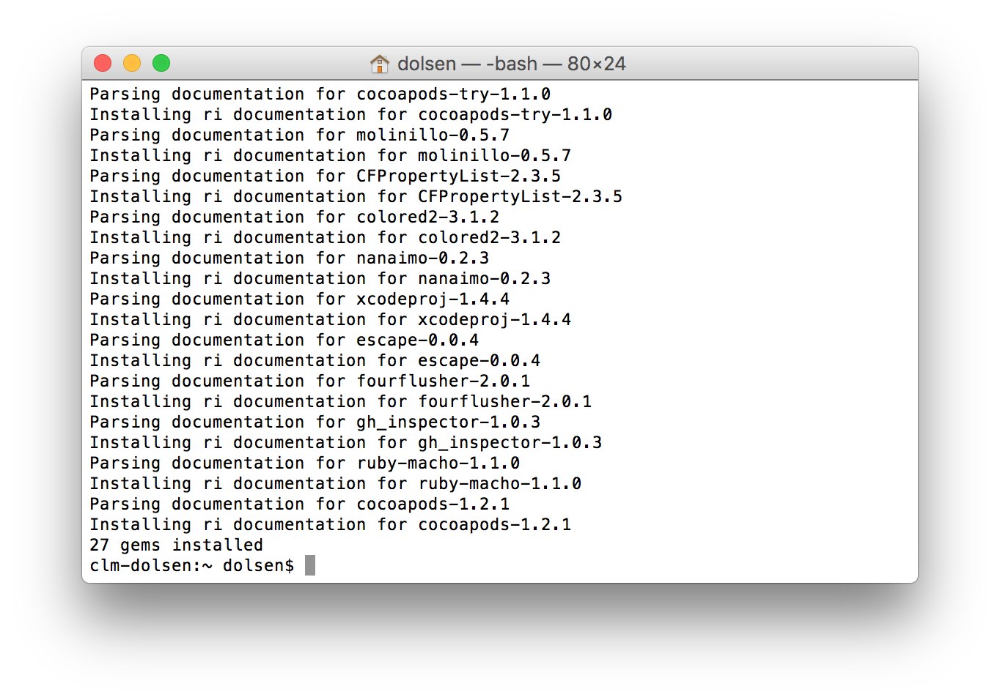 dolsen — -bash — 80×24
Parsing documentation for cocoapods-try-1.1.0
Installing ri documentation for cocoapods-try-1.1.0
Parsing documentation for molinillo-0.5.7
Installing ri documentation for molinillo-0.5.7
Parsing documentation for CFPropertyList-2.3.5
Installing ri documentation for CFPropertyList-2.3.5
Parsing documentation for colored2-3.1.2
Installing ri documentation for colored2-3.1.2
Parsing documentation for nanaimo-0.2.3
Installing ri documentation for nanaimo-0.2.3
Parsing documentation for xcodeproj-1.4.4
Installing ri documentation for xcodeproj-1.4.4
Parsing documentation for escape-0.0.4
Installing ri documentation for escape-0.0.4
Parsing documentation for fourflusher-2.0.1
Installing ri documentation for fourflusher-2.0.1
Parsing documentation for gh_inspector-1.0.3
Installing ri documentation for gh_inspector-1.0.3
Parsing documentation for ruby-macho-1.1.0
Installing ri documentation for ruby-macho-1.1.0
Parsing documentation for cocoapods-1.2.1
Installing ri documentation for cocoapods-1.2.1
27 gems installed
clm-dolsen:~ dolsen$